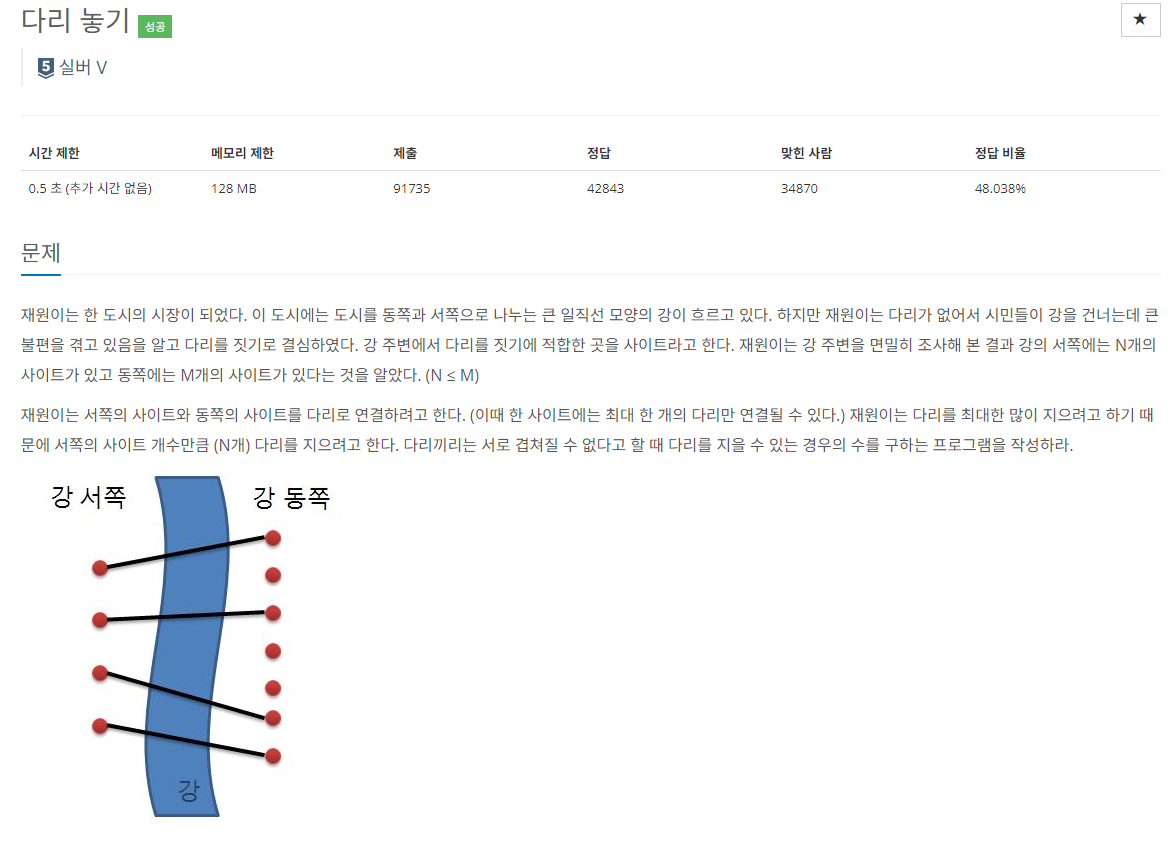 다리 놓기 성공
★
5 실버 V
시간 제한 메모리 제한 제출 정답 맞힌 사람 정답 비율
0.5 초 (추가 시간 없음) 128 MB 91735 42843 34870 48.038%
문제
재원이는 한 도시의 시장이 되었다. 이 도시에는 도시를 동쪽과 서쪽으로 나누는 큰 일직선 모양의 강이 흐르고 있다. 하지만 재원이는 다리가 없어서 시민들이 강을 건너는데 큰
불편을 겪고 있음을 알고 다리를 짓기로 결심하였다. 강 주변에서 다리를 짓기에 적합한 곳을 사이트라고 한다. 재원이는 강 주변을 면밀히 조사해 본 결과 강의 서쪽에는 N개의
사이트가 있고 동쪽에는 M개의 사이트가 있다는 것을 알았다. (N ≤ M)
재원이는 서쪽의 사이트와 동쪽의 사이트를 다리로 연결하려고 한다. (이때 한 사이트에는 최대 한 개의 다리만 연결될 수 있다.) 재원이는 다리를 최대한 많이 지으려고 하기 때
문에 서쪽의 사이트 개수만큼 (N개) 다리를 지으려고 한다. 다리끼리는 서로 겹쳐질 수 없다고 할 때 다리를 지을 수 있는 경우의 수를 구하는 프로그램을 작성하라.
강 서쪽 강 동쪽
강